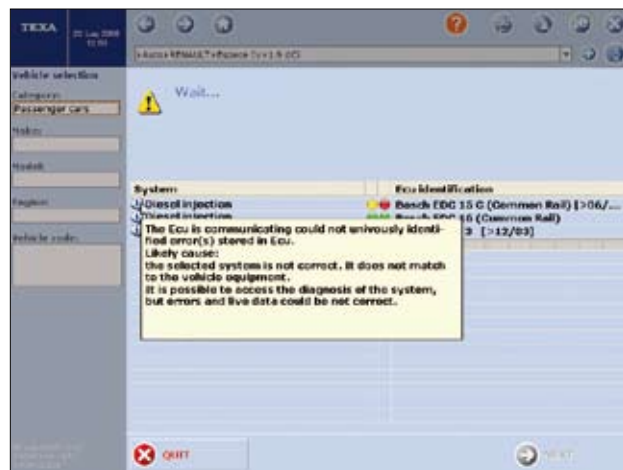 TEXA
Vehicle selection
Category:
Passenger cars
Make:
Model:
Engine:
Vehicle code:
Wait...
System
Ecu identification
Diesel injection
Bosch EDC 15 C (Common Rail) [>06/...
Diesel injection
Bosch EDC 16 (Common Rail)
3 [>12/03]
The Ecu is communicating could not univously identi-
fied error(s) stored in Ecu.
Likely cause:
the selected system is not correct. it does not match
to the vehicle equipment.
It is possible to access the diagnosis of the system,
but errors and live data could be not correct.
QUIT
NEXT